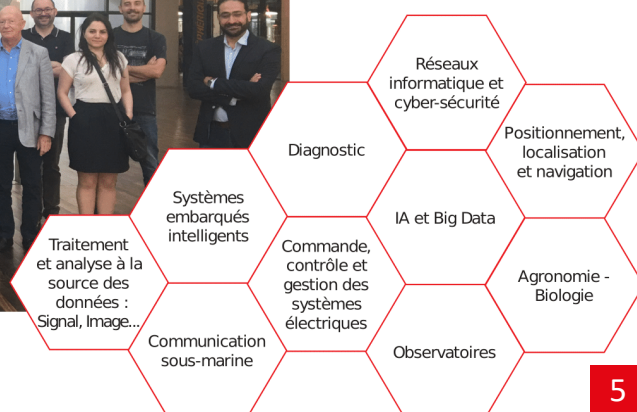 Réseaux
informatique et
cyber-sécurité
Positionnement,
localisation
et navigation
Diagnostic
Systèmes
embarqués
intelligents
IA et Big Data
Traitement
et analyse à la
source des
données :
Signal, Image...
Commande,
contrôle et
gestion des
systèmes
électriques
Agronomie -
Biologie
Communication
sous-marine
Observatoires
5